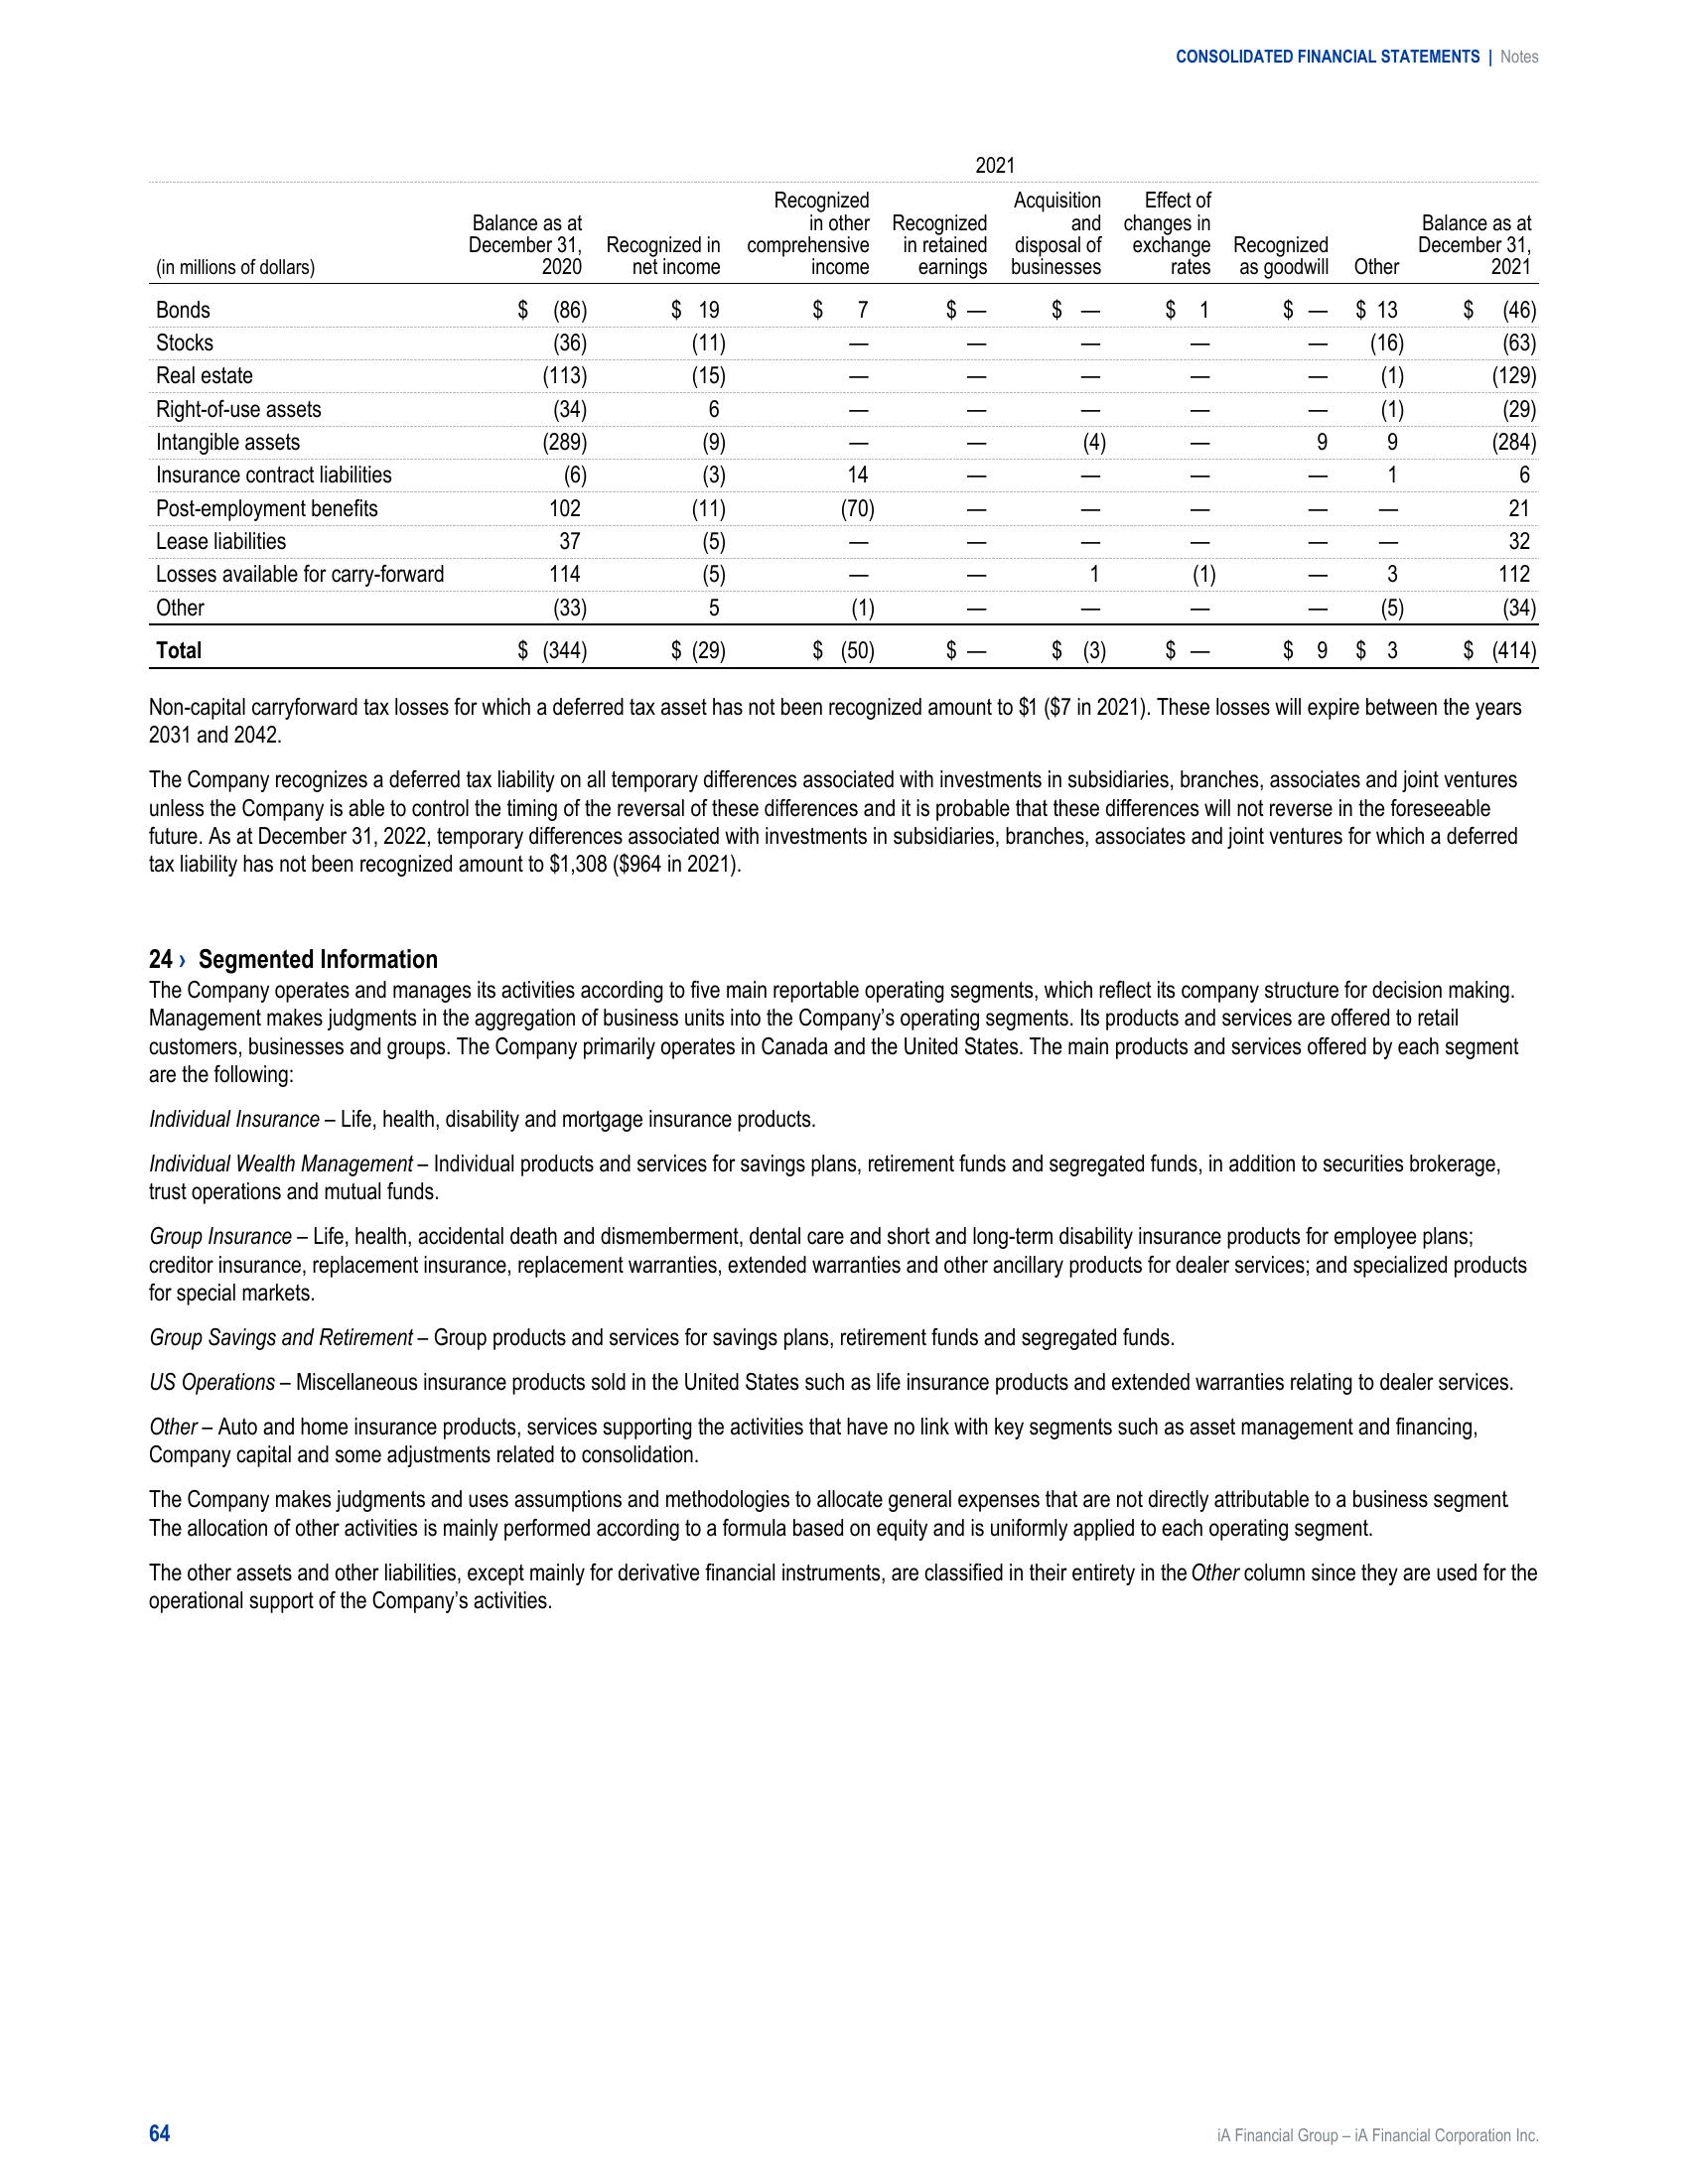 CONSOLIDATED FINANCIAL STATEMENTS | Notes
2021
(in millions of dollars) Balance as at December 31, 2020 Recognized in net income Recognized in other comprehensive income Recognized in retained earnings Acquisition and disposal of businesses Effect of changes in exchange rates Recognized as goodwill Other Balance as at December 31, 2021
Bonds $ (86) $ 19 $ 7 $ — $ — $ 1 $ — $ 13 $ (46)
Stocks (36) (11) — — — — — (16) (63)
Real estate (113) (15) — — — — — (1) (129)
Right-of-use assets (34) 6 — — — — — (1) (29)
Intangible assets (289) (9) — — (4) — 9 9 (284)
Insurance contract liabilities (6) (3) 14 — — — — 1 6
Post-employment benefits 102 (11) (70) — — — — — 21
Lease liabilities 37 (5) — — — — — — 32
Losses available for carry-forward 114 (5) — — 1 (1) — 3 112
Other (33) 5 (1) — — — — (5) (34)
Total $ (344) $ (29) $ (50) $ — $ (3) $ — $ 9 $ 3 $ (414)
Non-capital carryforward tax losses for which a deferred tax asset has not been recognized amount to $1 ($7 in 2021). These losses will expire between the years
2031 and 2042.
The Company recognizes a deferred tax liability on all temporary differences associated with investments in subsidiaries, branches, associates and joint ventures
unless the Company is able to control the timing of the reversal of these differences and it is probable that these differences will not reverse in the foreseeable
future. As at December 31, 2022, temporary differences associated with investments in subsidiaries, branches, associates and joint ventures for which a deferred
tax liability has not been recognized amount to $1,308 ($964 in 2021).
24 › Segmented Information
The Company operates and manages its activities according to five main reportable operating segments, which reflect its company structure for decision making.
Management makes judgments in the aggregation of business units into the Company's operating segments. Its products and services are offered to retail
customers, businesses and groups. The Company primarily operates in Canada and the United States. The main products and services offered by each segment
are the following:
Individual Insurance – Life, health, disability and mortgage insurance products.
Individual Wealth Management – Individual products and services for savings plans, retirement funds and segregated funds, in addition to securities brokerage,
trust operations and mutual funds.
Group Insurance – Life, health, accidental death and dismemberment, dental care and short and long-term disability insurance products for employee plans;
creditor insurance, replacement insurance, replacement warranties, extended warranties and other ancillary products for dealer services; and specialized products
for special markets.
Group Savings and Retirement – Group products and services for savings plans, retirement funds and segregated funds.
US Operations – Miscellaneous insurance products sold in the United States such as life insurance products and extended warranties relating to dealer services.
Other – Auto and home insurance products, services supporting the activities that have no link with key segments such as asset management and financing,
Company capital and some adjustments related to consolidation.
The Company makes judgments and uses assumptions and methodologies to allocate general expenses that are not directly attributable to a business segment.
The allocation of other activities is mainly performed according to a formula based on equity and is uniformly applied to each operating segment.
The other assets and other liabilities, except mainly for derivative financial instruments, are classified in their entirety in the Other column since they are used for the
operational support of the Company's activities.
64
iA Financial Group – iA Financial Corporation Inc.